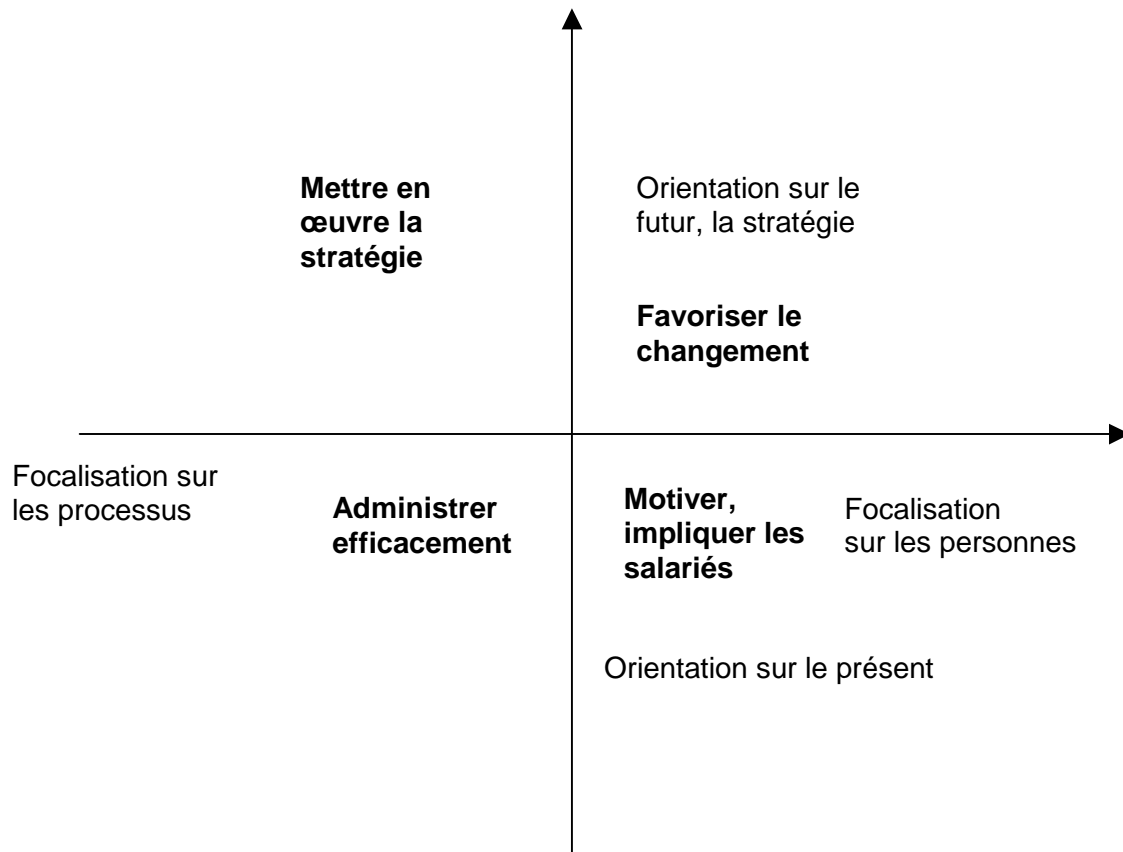 Mettre en
œuvre la
stratégie
Orientation sur le
futur, la stratégie
Favoriser le
changement
Focalisation sur
les processus
Administrer
efficacement
Motiver,
impliquer les
salariés
Focalisation
sur les personnes
Orientation sur le présent